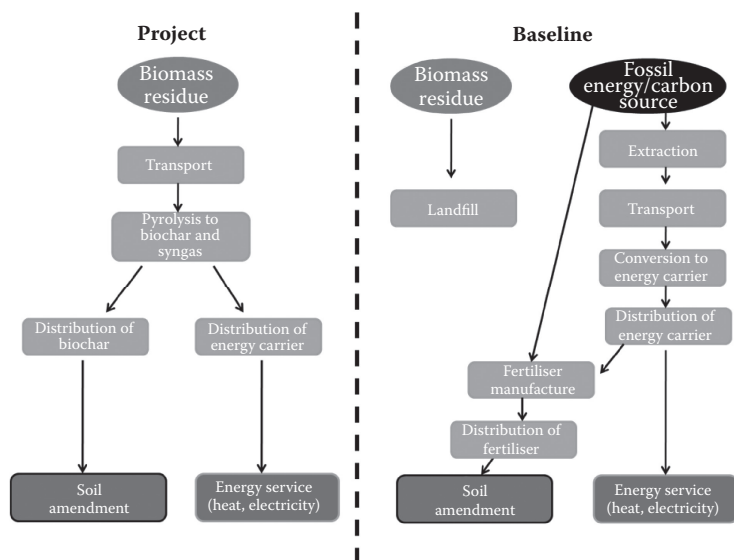 Project
Biomass
residue
Transport
Pyrolysis to
biochar and
syngas
Distribution of
biochar
Distribution of
energy carrier
Soil
amendment
Energy service
(heat, electricity)
Baseline
Biomass
residue
Landfill
Fossil
energy/carbon
source
Extraction
Transport
Conversion to
energy carrier
Distribution of
energy carrier
Fertiliser
manufacture
Distribution of
fertiliser
Soil
amendment
Energy service
(heat, electricity)